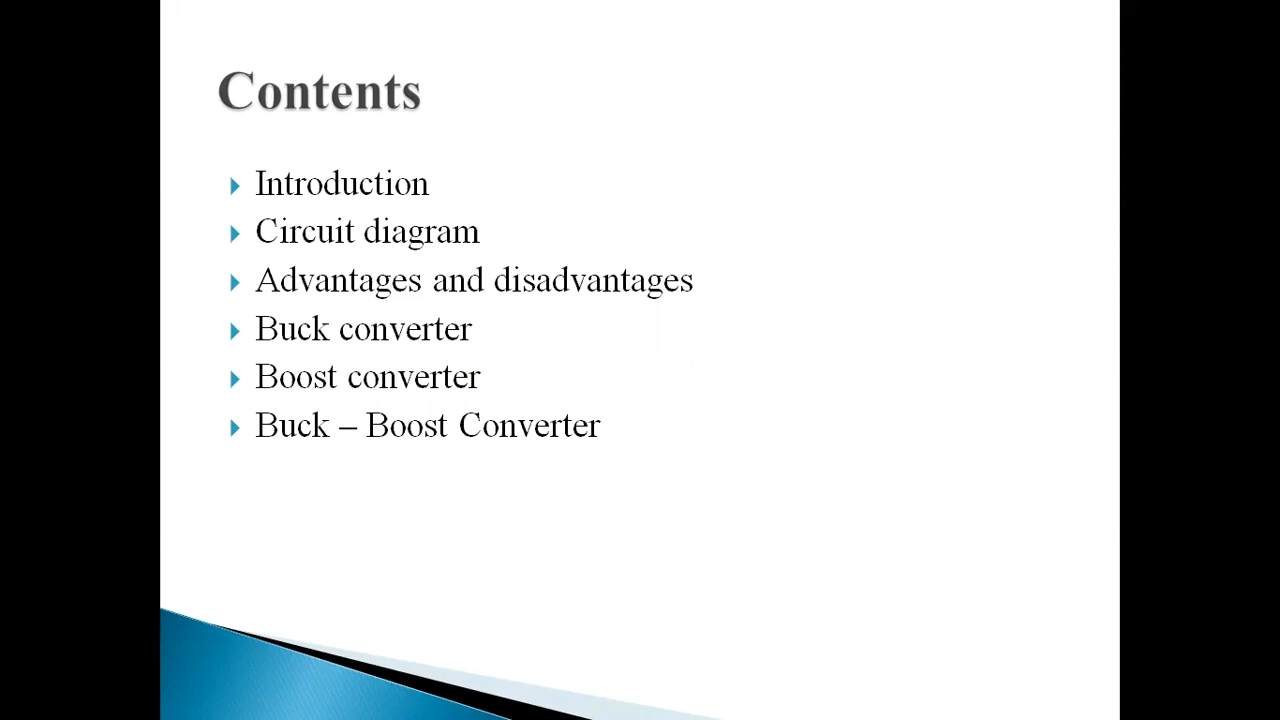 Contents
Introduction
Circuit diagram
Advantages and disadvantages
Buck converter
Boost converter
Buck – Boost Converter